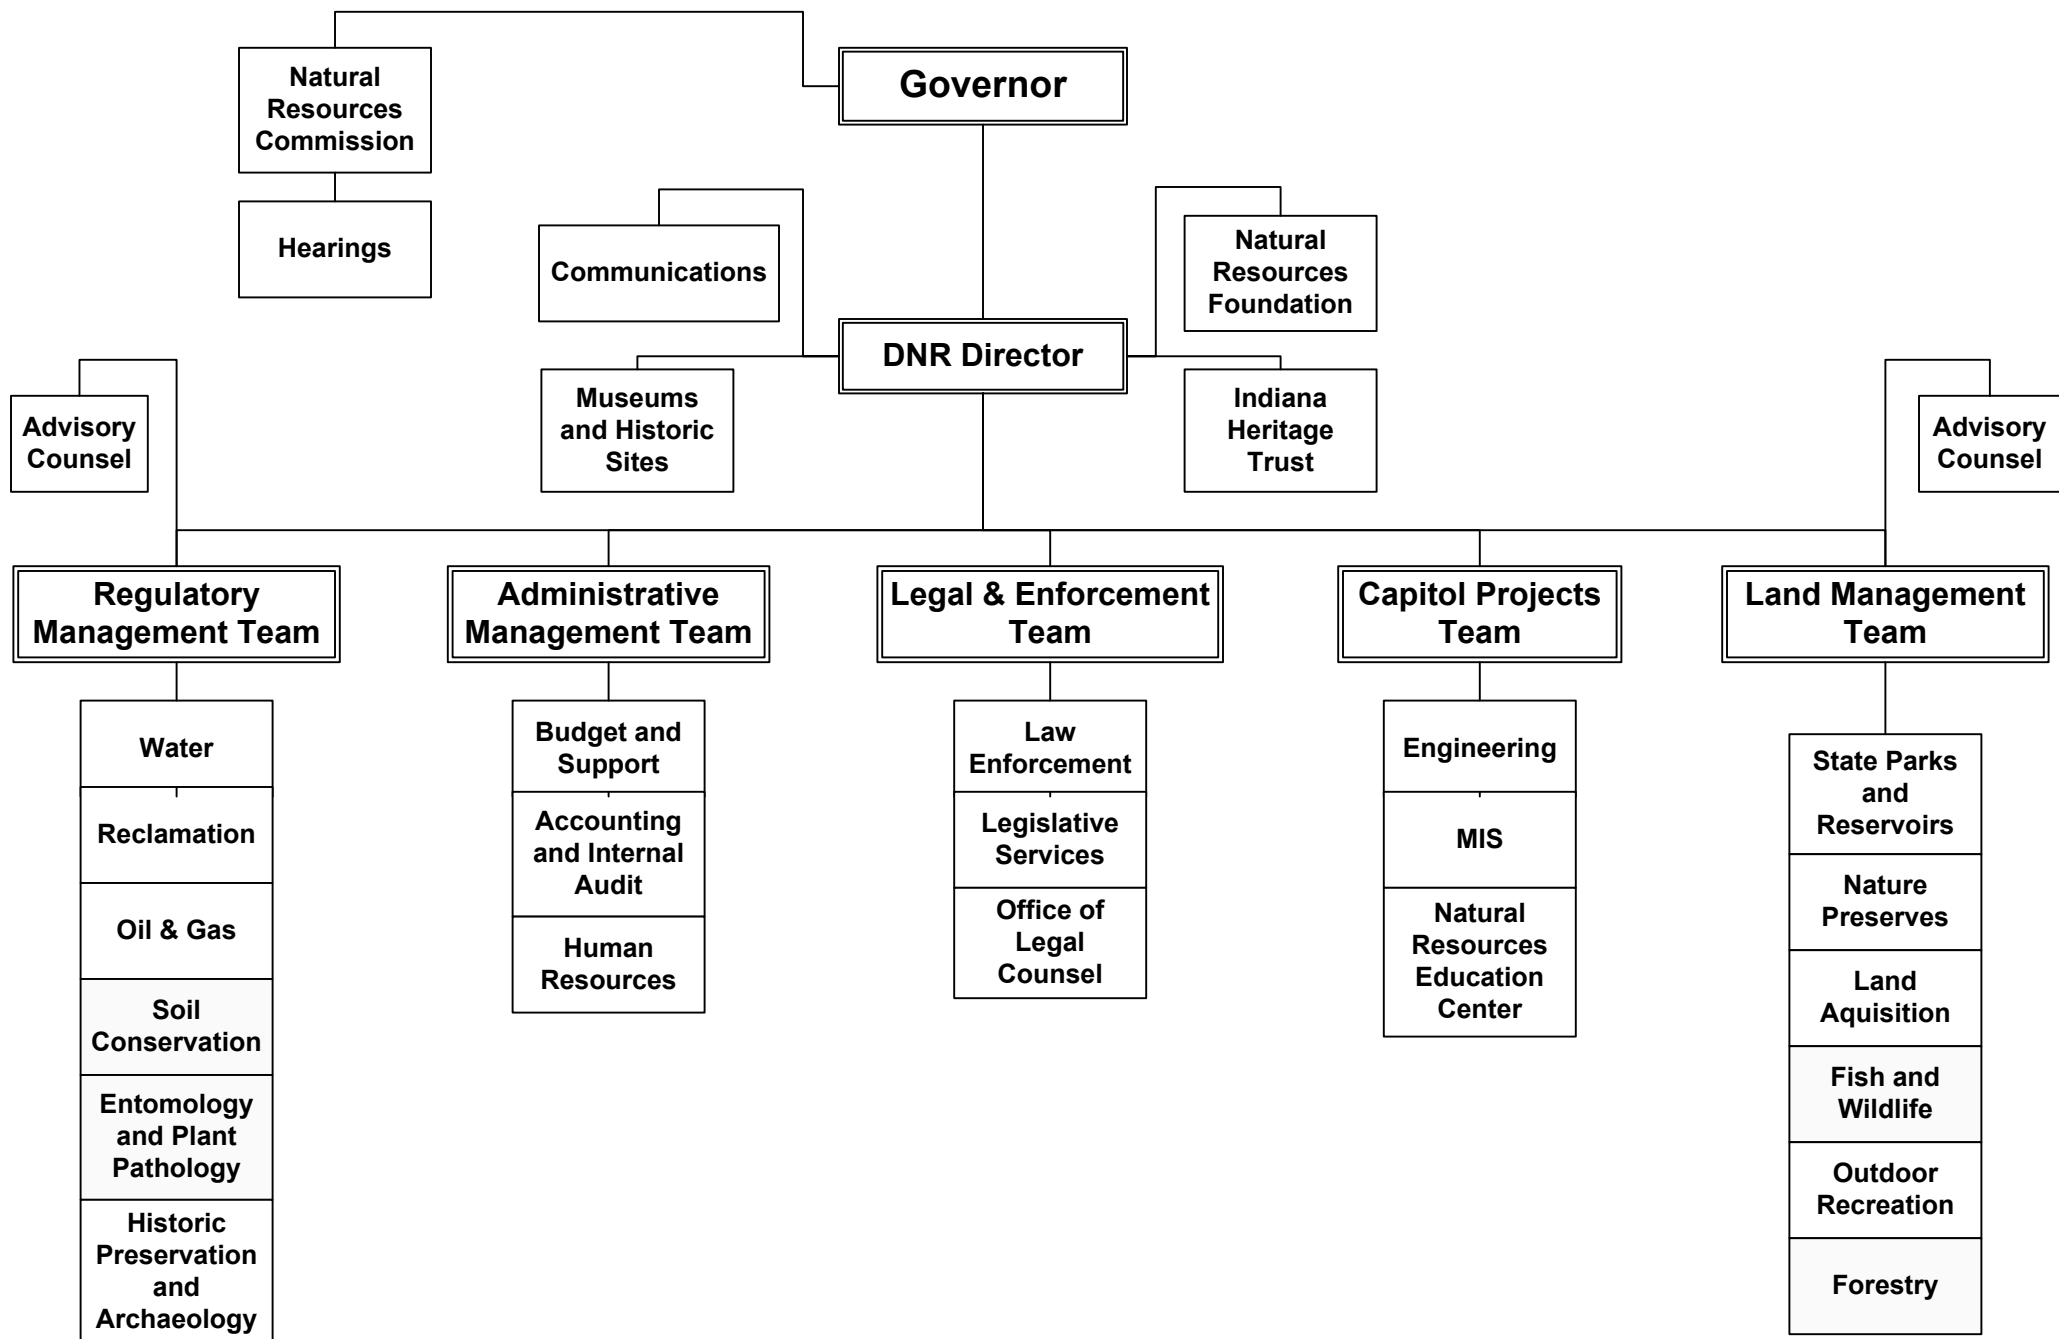 Natural
Resources
Commission
Governor
Hearings
Communications
Natural
Resources
Foundation
DNR Director
Museums
and Historic
Sites
Indiana
Heritage
Trust
Advisory
Counsel
Advisory
Counsel
Regulatory
Management Team
Administrative
Management Team
Legal & Enforcement
Team
Capitol Projects
Team
Land Management
Team
Water
Reclamation
Oil & Gas
Soil
Conservation
Entomology
and Plant
Pathology
Historic
Preservation
and
Archaeology
Budget and
Support
Accounting
and Internal
Audit
Human
Resources
Law
Enforcement
Legislative
Services
Office of
Legal
Counsel
Engineering
MIS
Natural
Resources
Education
Center
State Parks
and
Reservoirs
Nature
Preserves
Land
Aquisition
Fish and
Wildlife
Outdoor
Recreation
Forestry